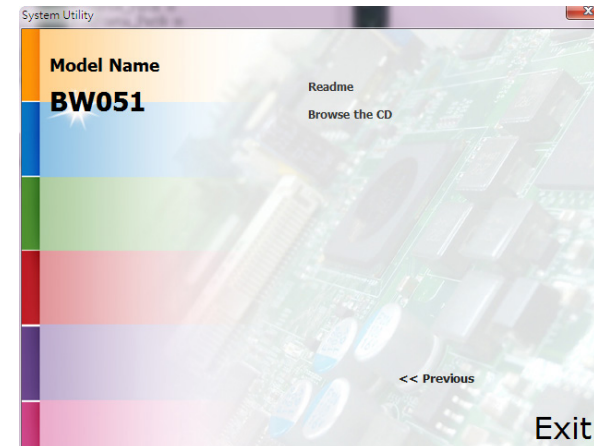 System Utility
Model Name
BW051
Readme
Browse the CD
<< Previous
Exit